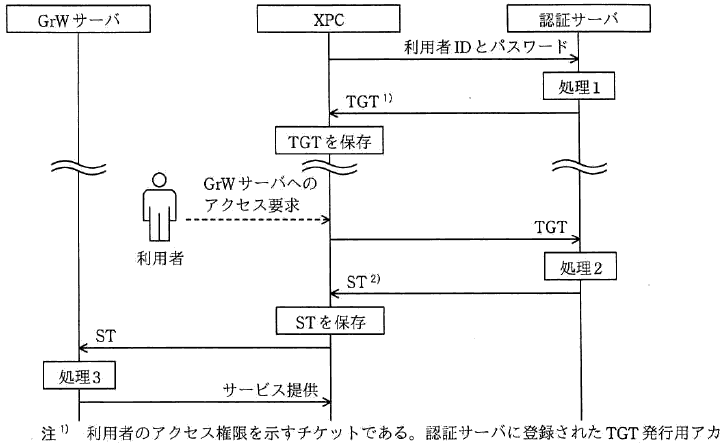 GrWサーバ
XPC
認証サーバ
利用者IDとパスワード
処理1
TGT1)
TGTを保存
GrWサーバへの
アクセス要求
利用者
TGT
処理2
ST2)
STを保存
ST
処理3
サービス提供
注1) 利用者のアクセス権限を示すチケットである。認証サーバに登録されたTGT発行用アカ